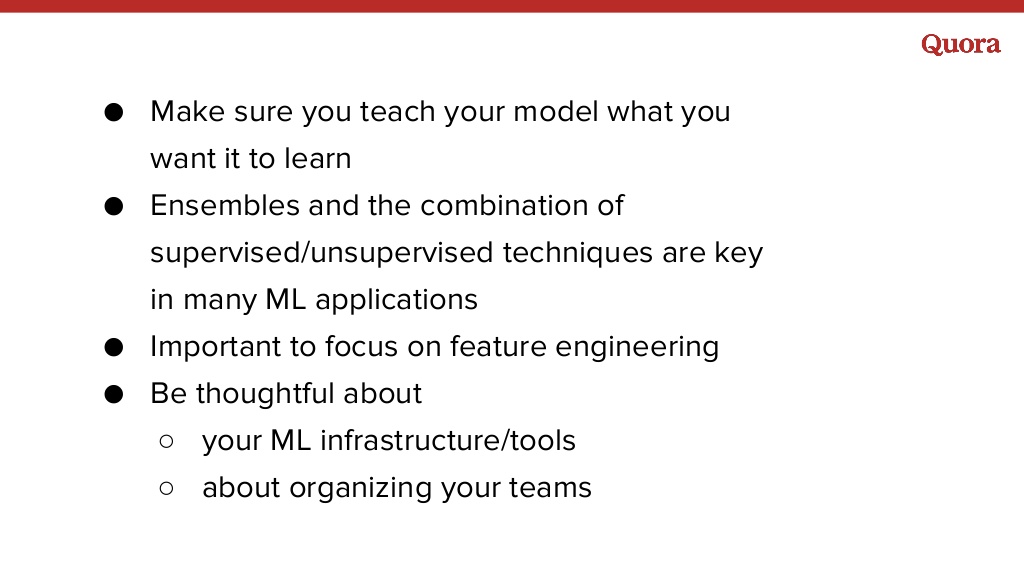 Quora
● Make sure you teach your model what you
want it to learn
● Ensembles and the combination of
supervised/unsupervised techniques are key
in many ML applications
● Important to focus on feature engineering
● Be thoughtful about
○ your ML infrastructure/tools
○ about organizing your teams